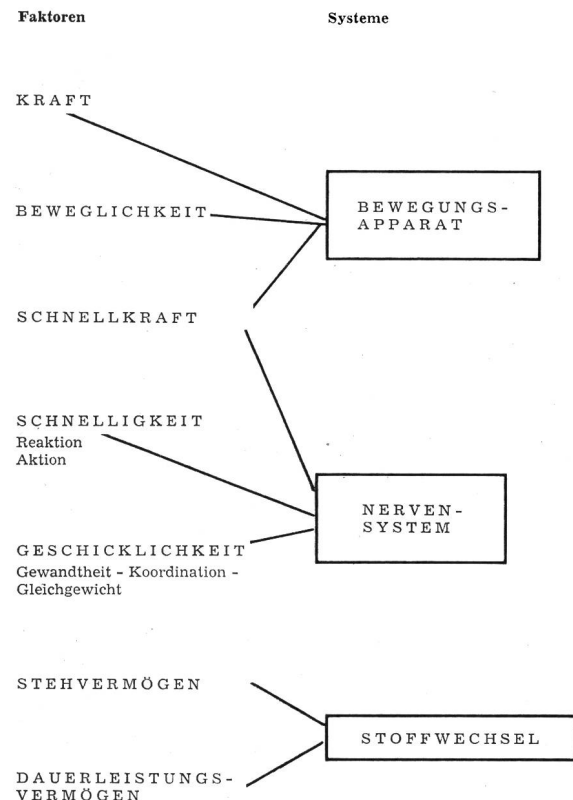 Faktoren Systeme
KRAFT
BEWEGLICHKEIT
BEWEGUNGS-
APPARAT
SCHNELLKRAFT
SCHNELLIGKEIT
Reaktion
Aktion
NERVEN-
SYSTEM
GESCHICKLICHKEIT
Gewandtheit - Koordination -
Gleichgewicht
STEHVERMÖGEN
STOFFWECHSEL
DAUERLEISTUNGS-
VERMÖGEN